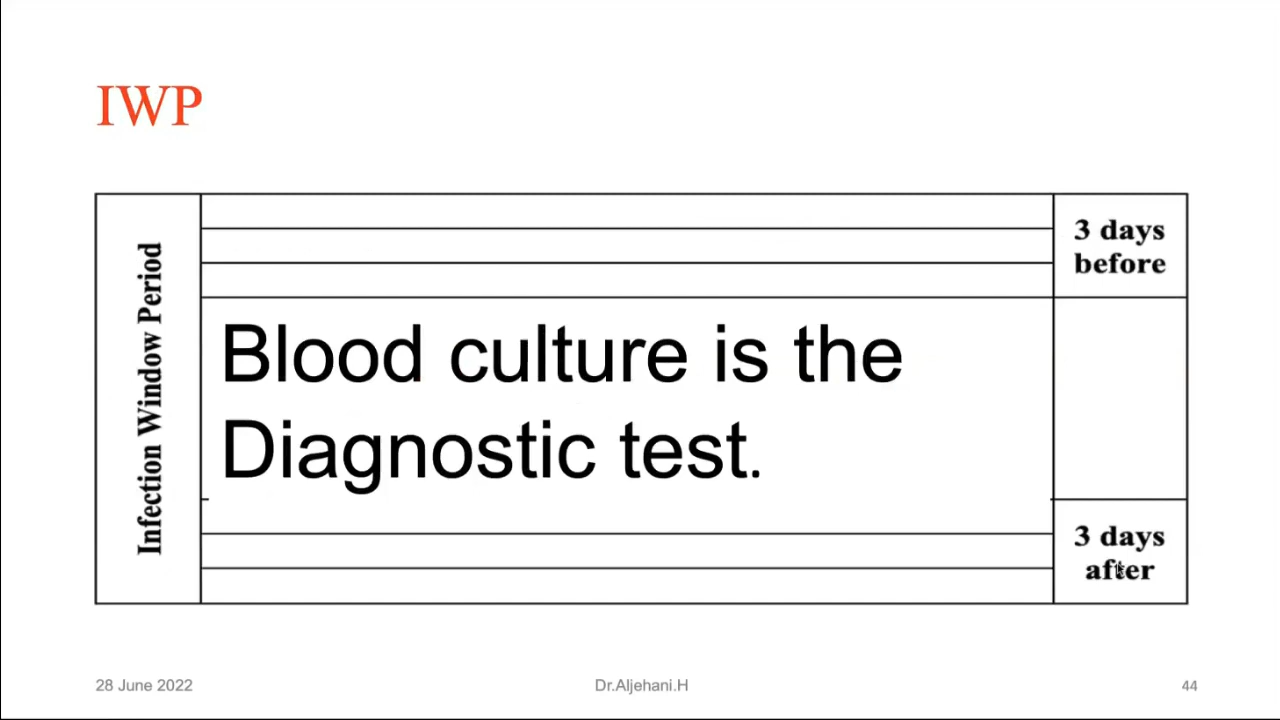 IWP
Infection Window Period
3 days
before
Blood culture is the
Diagnostic test.
3 days
after
28 June 2022
Dr.Aljehani.H
44